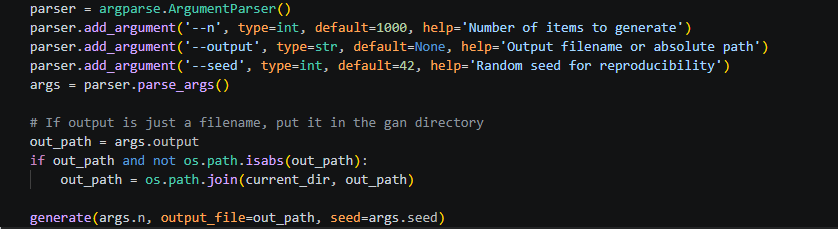 parser = argparse.ArgumentParser()
parser.add_argument('--n', type=int, default=1000, help='Number of items to generate')
parser.add_argument('--output', type=str, default=None, help='Output filename or absolute path')
parser.add_argument('--seed', type=int, default=42, help='Random seed for reproducibility')
args = parser.parse_args()

# If output is just a filename, put it in the gan directory
out_path = args.output
if out_path and not os.path.isabs(out_path):
    out_path = os.path.join(current_dir, out_path)

generate(args.n, output_file=out_path, seed=args.seed)